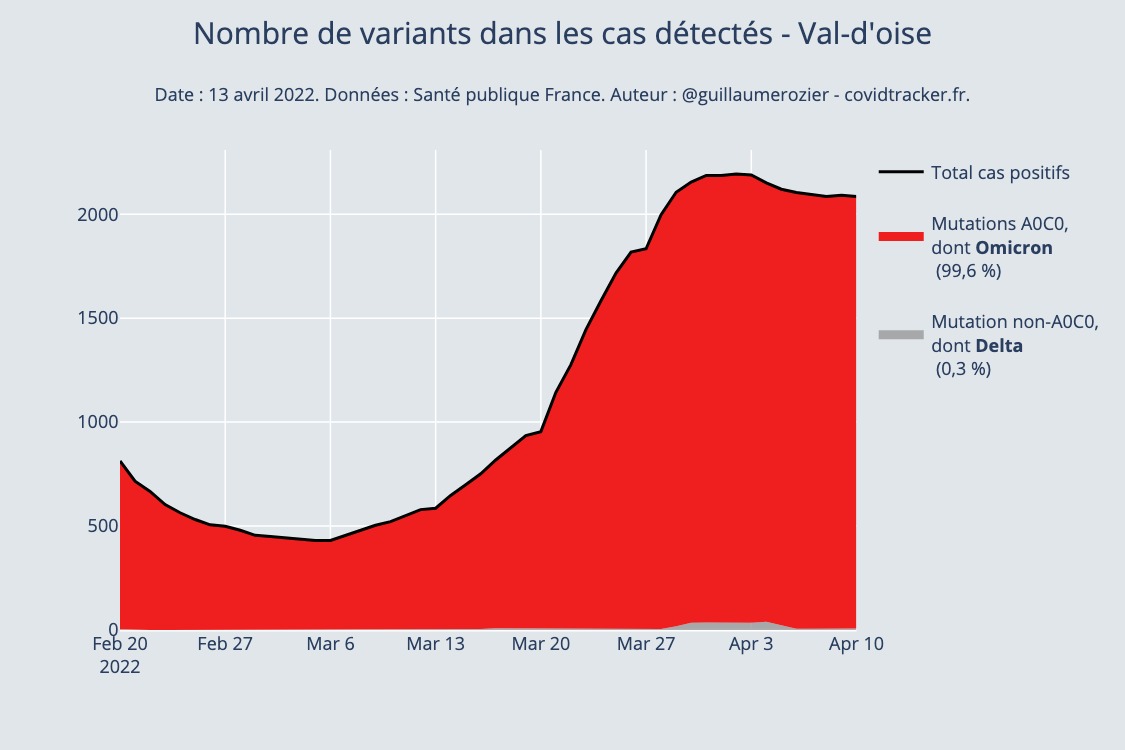 Nombre de variants dans les cas détectés - Val-d'oise
Date : 13 avril 2022. Données : Santé publique France. Auteur : @guillaumerozier - covidtracker.fr.
Total cas positifs
Mutations A0C0,
dont Omicron
(99,6 %)
Mutation non-A0C0,
dont Delta
(0,3 %)
2000
1500
1000
500
0
Feb 20 Feb 27 Mar 6 Mar 13 Mar 20 Mar 27 Apr 3 Apr 10
2022